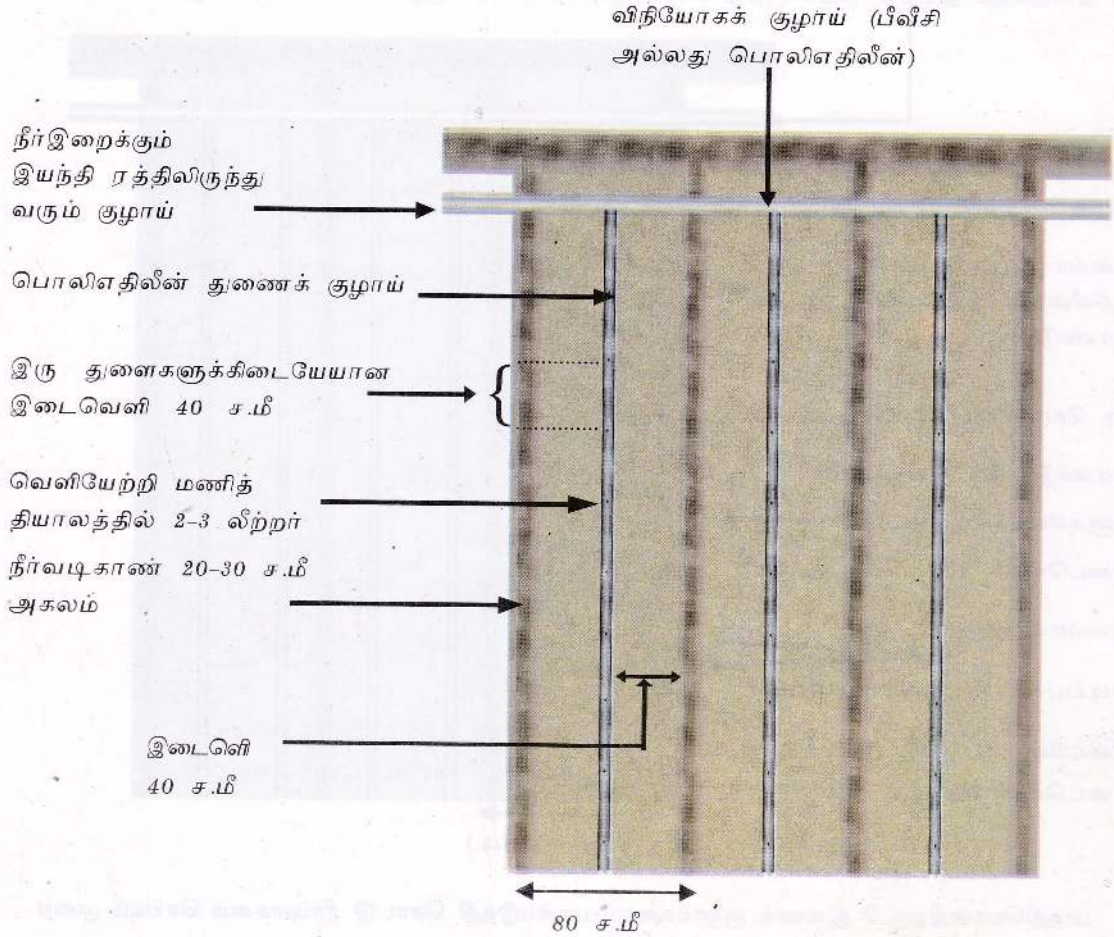 விநியோகக் குழாய் (பீவீசி
அல்லது பொலிஎதிலீன்)
நீர்இறைக்கும்
இயந்தி ரத்திலிருந்து
வரும் குழாய்
பொலிஎதிலீன் துணைக் குழாய்
இரு துளைகளுக்கிடையேயான
இடைவெளி 40 ச.மீ
வெளியேற்றி மணித்
தியாலத்தில் 2-3 லீற்றர்
நீர்வடிகாண் 20-30 ச.மீ
அகலம்
இடைளெி
40 ச.மீ
80 ச.மீ